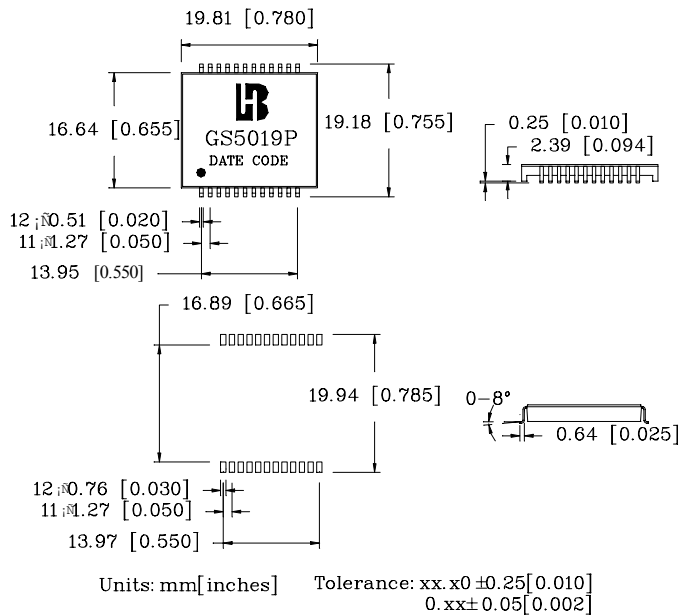 19.81 [0.780]
16.64 [0.655]
GS5019P
DATE CODE
19.18 [0.755]
0.25 [0.010]
2.39 [0.094]
12 ¡Ñ0.51 [0.020]
11 ¡Ñ1.27 [0.050]
13.95 [0.550]
16.89 [0.665]
19.94 [0.785]
0-8°
0.64 [0.025]
12 ¡Ñ0.76 [0.030]
11 ¡Ñ1.27 [0.050]
13.97 [0.550]
Units: mm[inches] Tolerance: xx.x0 ±0.25[0.010]
0.xx± 0.05[0.002]